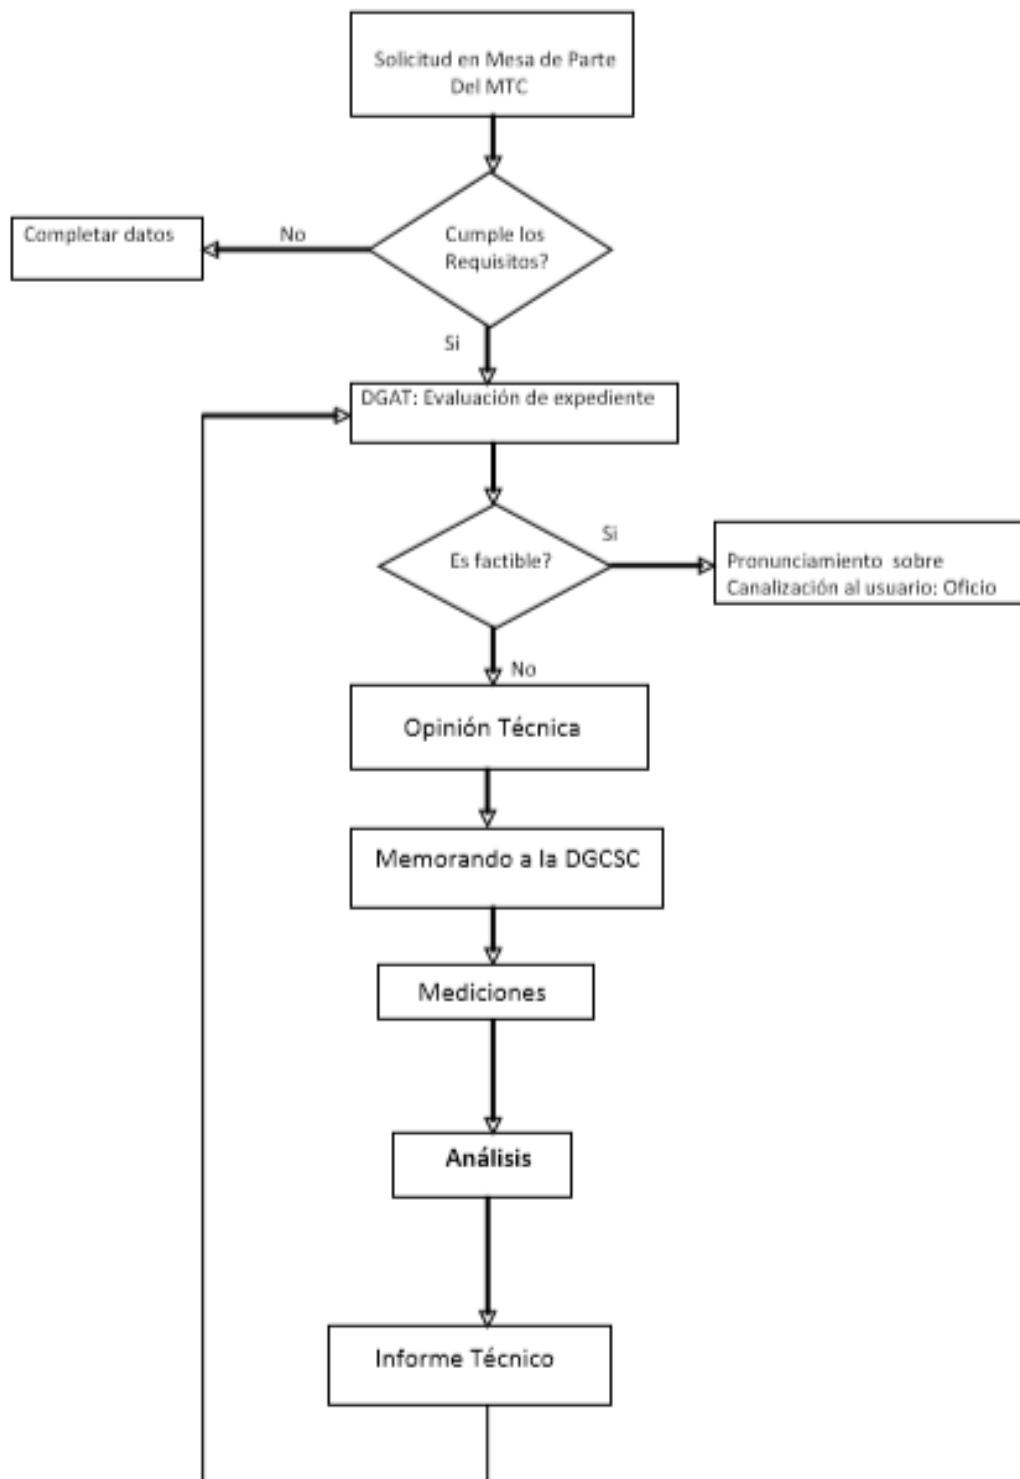 Solicitud en Mesa de Parte
Del MTC
Cumple los
Requisitos?
No
Completar datos
Si
DGAT: Evaluación de expediente
Es factible?
Si
Pronunciamiento sobre
Canalización al usuario: Oficio
No
Opinión Técnica
Memorando a la DGCSC
Mediciones
Análisis
Informe Técnico